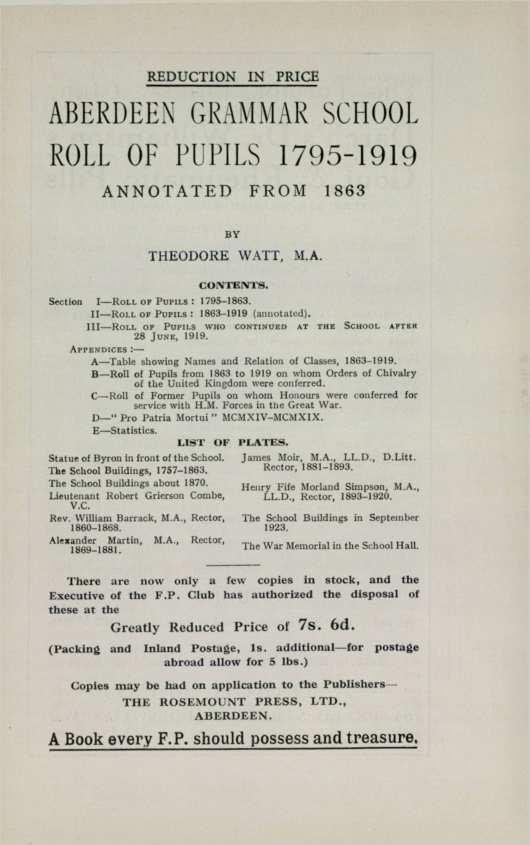 REDUCTION IN PRICE
ABERDEEN GRAMMAR SCHOOL
ROLL OF PUPILS 1795-1919
ANNOTATED FROM 1863
BY
THEODORE WATT, M.A.
CONTENTS.
Section I—Roll of Pupils : 1795–1863.
II—Roll of Pupils : 1863–1919 (annotated).
III—Roll of Pupils who continued at the School after
28 June, 1919.
Appendices :—
A—Table showing Names and Relation of Classes, 1863–1919.
B—Roll of Pupils from 1863 to 1919 on whom Orders of Chivalry
of the United Kingdom were conferred.
C—Roll of Former Pupils on whom Honours were conferred for
service with H.M. Forces in the Great War.
D—" Pro Patria Mortui " MCMXIV–MCMXIX.
E—Statistics.
LIST OF PLATES.
Statue of Byron in front of the School.
The School Buildings, 1757–1863.
The School Buildings about 1870.
Lieutenant Robert Grierson Combe,
V.C.
Rev. William Barrack, M.A., Rector,
1860–1868.
Alexander Martin, M.A., Rector,
1869–1881.
James Moir, M.A., LL.D., D.Litt.
Rector, 1881–1893.
Henry Fife Morland Simpson, M.A.,
LL.D., Rector, 1893–1920.
The School Buildings in September
1923.
The War Memorial in the School Hall.
There are now only a few copies in stock, and the
Executive of the F.P. Club has authorized the disposal of
these at the
Greatly Reduced Price of 7s. 6d.
(Packing and Inland Postage, 1s. additional—for postage
abroad allow for 5 lbs.)
Copies may be had on application to the Publishers—
THE ROSEMOUNT PRESS, LTD.,
ABERDEEN.
A Book every F.P. should possess and treasure.